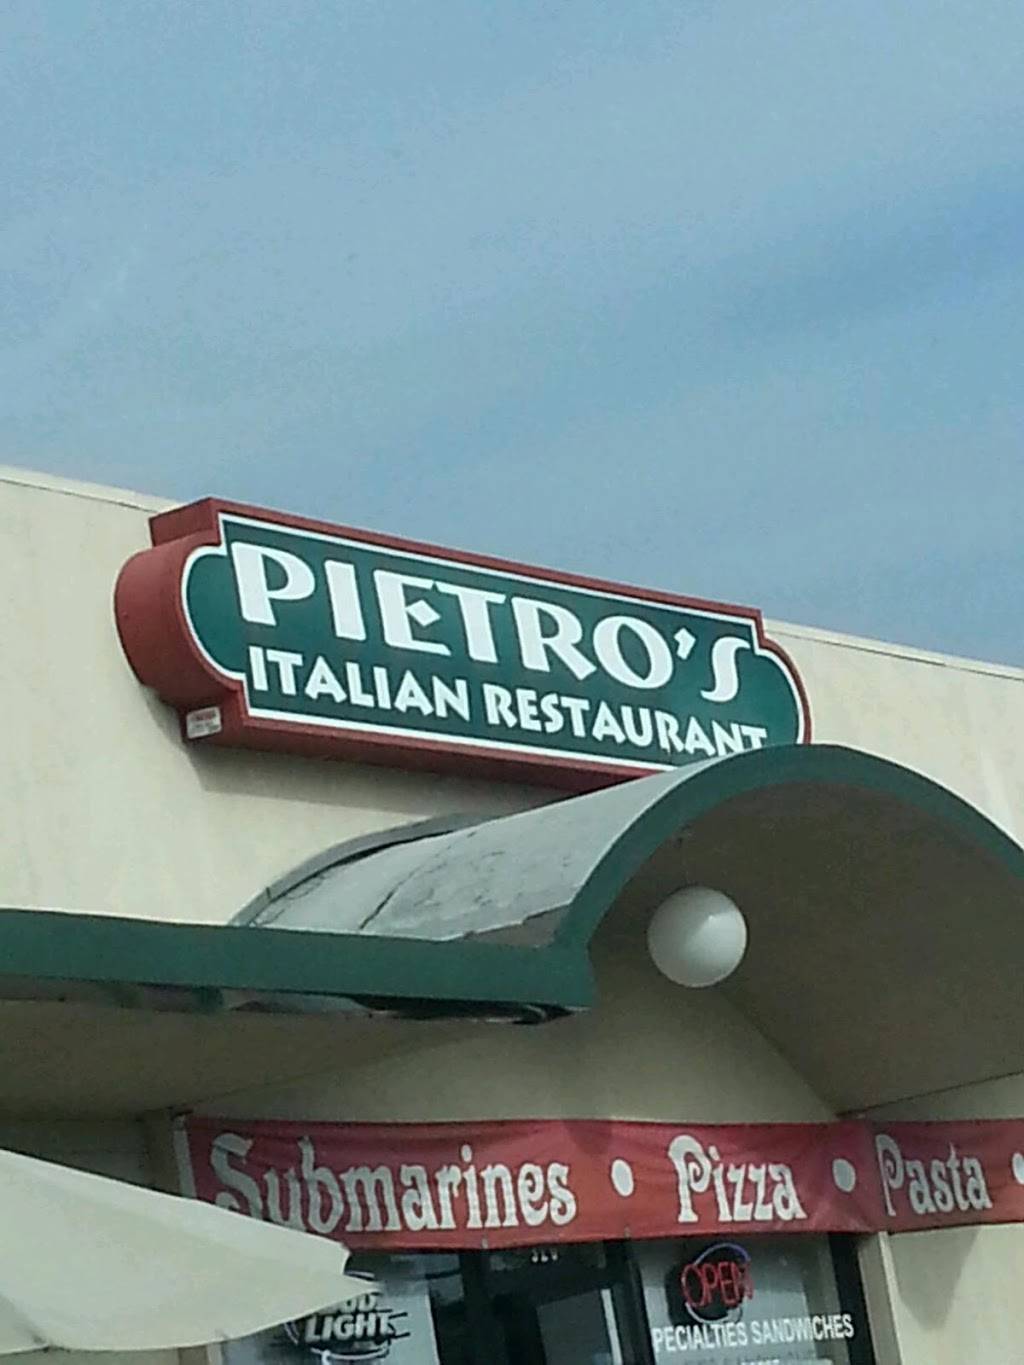 PIETRO'S
ITALIAN RESTAURANT
Submarines • Pizza • Pasta •
OPEN
LIGHT
PECIALTIES SANDWICHES